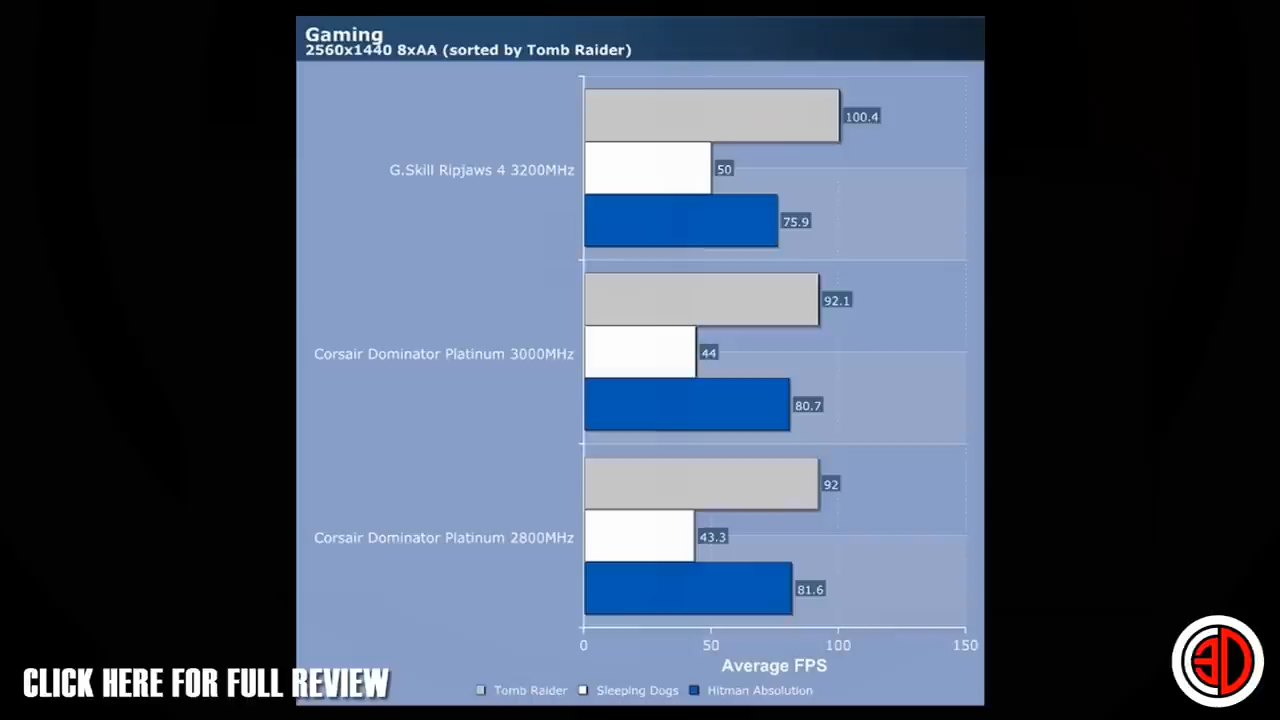 Gaming
2560x1440 8xAA (sorted by Tomb Raider)
100.4
G.Skill Ripjaws 4 3200MHz
50
75.9
92.1
Corsair Dominator Platinum 3000MHz
44
80.7
92
Corsair Dominator Platinum 2800MHz
43.3
81.6
0 50 100 150
Average FPS
Tomb Raider Sleeping Dogs Hitman Absolution
CLICK HERE FOR FULL REVIEW
3D